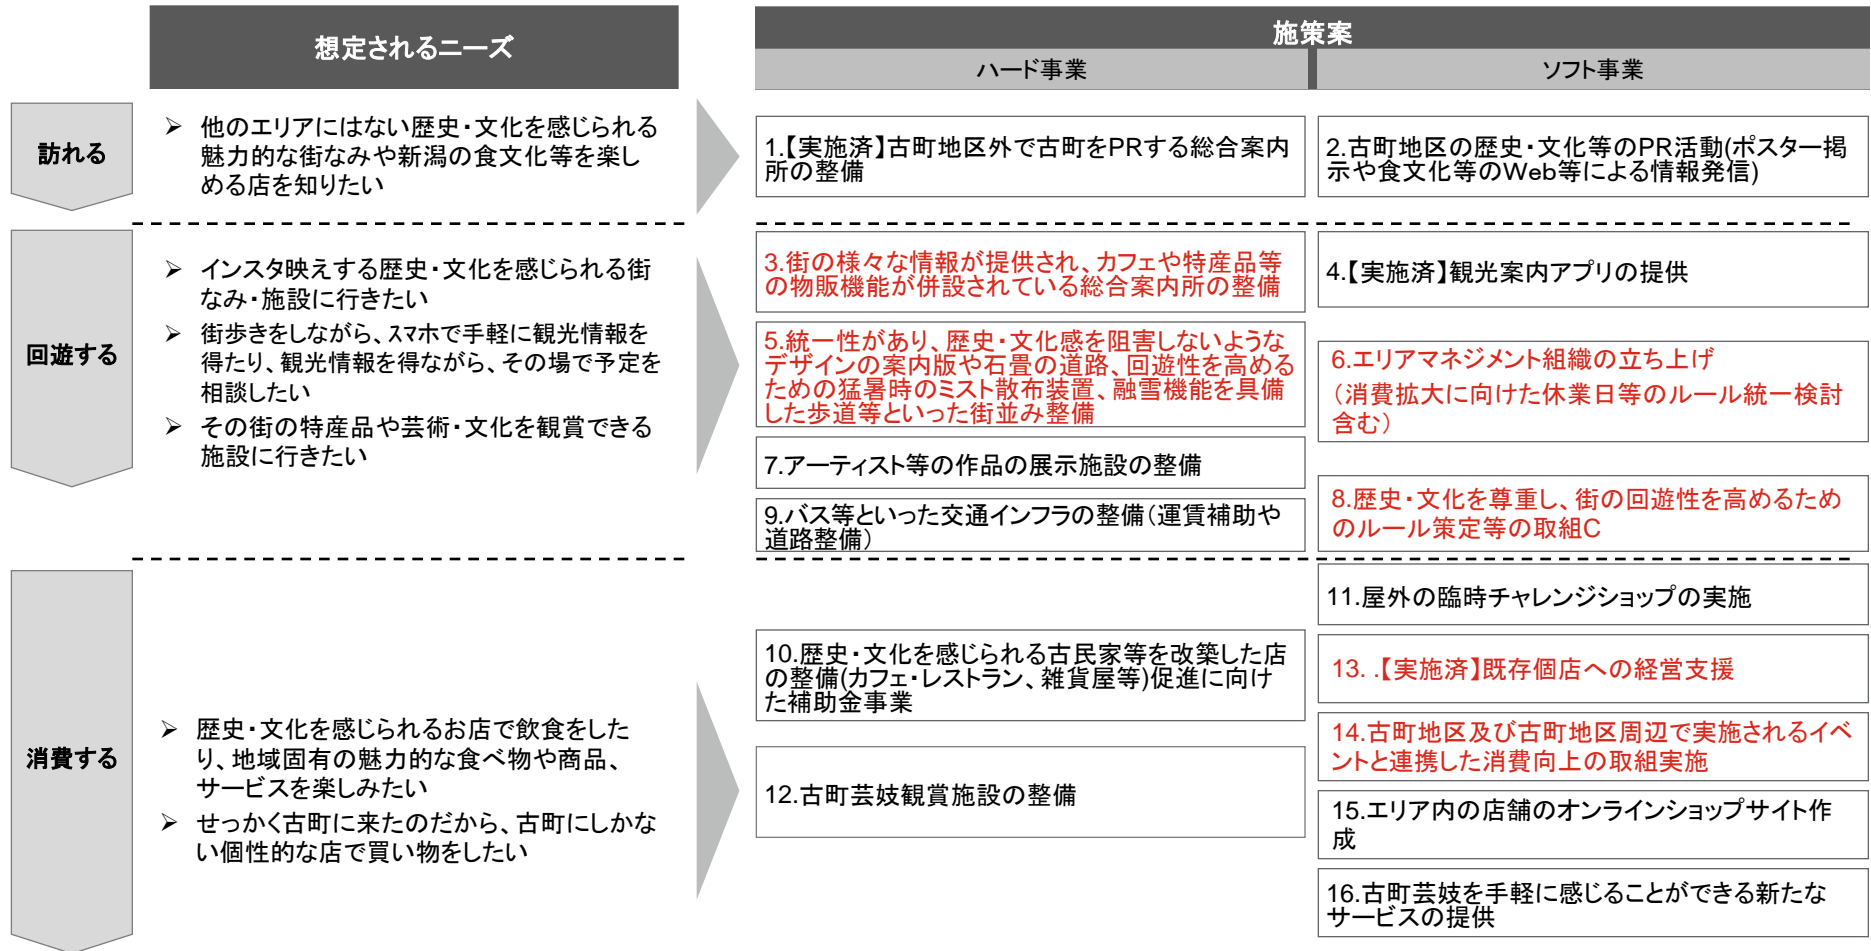 想定されるニーズ
施策案
ハード事業
ソフト事業
訪れる
➢ 他のエリアにはない歴史・文化を感じられる
魅力的な街なみや新潟の食文化等を楽し
める店を知りたい
1.【実施済】古町地区外で古町をPRする総合案内
所の整備
2.古町地区の歴史・文化等のPR活動(ポスター掲
示や食文化等のWeb等による情報発信)
回遊する
➢ インスタ映えする歴史・文化を感じられる街
なみ・施設に行きたい
➢ 街歩きをしながら、スマホで手軽に観光情報を
得たり、観光情報を得ながら、その場で予定を
相談したい
➢ その街の特産品や芸術・文化を観賞できる
施設に行きたい
3.街の様々な情報が提供され、カフェや特産品等
の物販機能が併設されている総合案内所の整備
4.【実施済】観光案内アプリの提供
5.統一性があり、歴史・文化感を阻害しないような
デザインの案内版や石畳の道路、回遊性を高める
ための猛暑時のミスト散布装置、融雪機能を具備
した歩道等といった街並み整備
6.エリアマネジメント組織の立ち上げ
（消費拡大に向けた休業日等のルール統一検討
含む）
7.アーティスト等の作品の展示施設の整備
8.歴史・文化を尊重し、街の回遊性を高めるため
のルール策定等の取組C
9.バス等といった交通インフラの整備（運賃補助や
道路整備）
消費する
➢ 歴史・文化を感じられるお店で飲食をした
り、地域固有の魅力的な食べ物や商品、
サービスを楽しみたい
➢ せっかく古町に来たのだから、古町にしかな
い個性的な店で買い物をしたい
10.歴史・文化を感じられる古民家等を改築した店
の整備(カフェ・レストラン、雑貨屋等)促進に向け
た補助金事業
11.屋外の臨時チャレンジショップの実施
12.古町芸妓観賞施設の整備
13. .【実施済】既存個店への経営支援
14.古町地区及び古町地区周辺で実施されるイベ
ントと連携した消費向上の取組実施
15.エリア内の店舗のオンラインショップサイト作
成
16.古町芸妓を手軽に感じることができる新たな
サービスの提供